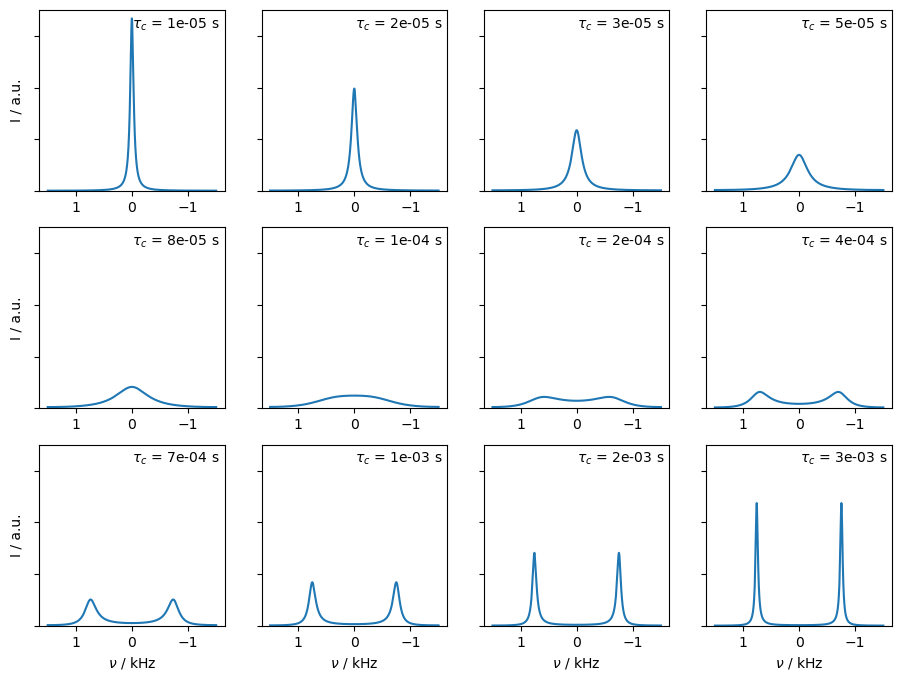 τc = 1e-05 s
τc = 2e-05 s
τc = 3e-05 s
τc = 5e-05 s
I / a.u.
1 0 −1
1 0 −1
1 0 −1
1 0 −1
τc = 8e-05 s
τc = 1e-04 s
τc = 2e-04 s
τc = 4e-04 s
I / a.u.
1 0 −1
1 0 −1
1 0 −1
1 0 −1
τc = 7e-04 s
τc = 1e-03 s
τc = 2e-03 s
τc = 3e-03 s
I / a.u.
1 0 −1
1 0 −1
1 0 −1
1 0 −1
ν / kHz
ν / kHz
ν / kHz
ν / kHz